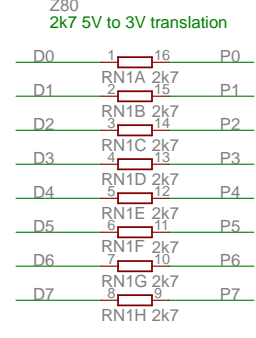 Z80
2k7 5V to 3V translation
D0 1 16 P0
RN1A 2k7
D1 2 15 P1
RN1B 2k7
D2 3 14 P2
RN1C 2k7
D3 4 13 P3
RN1D 2k7
D4 5 12 P4
RN1E 2k7
D5 6 11 P5
RN1F 2k7
D6 7 10 P6
RN1G 2k7
D7 8 9 P7
RN1H 2k7